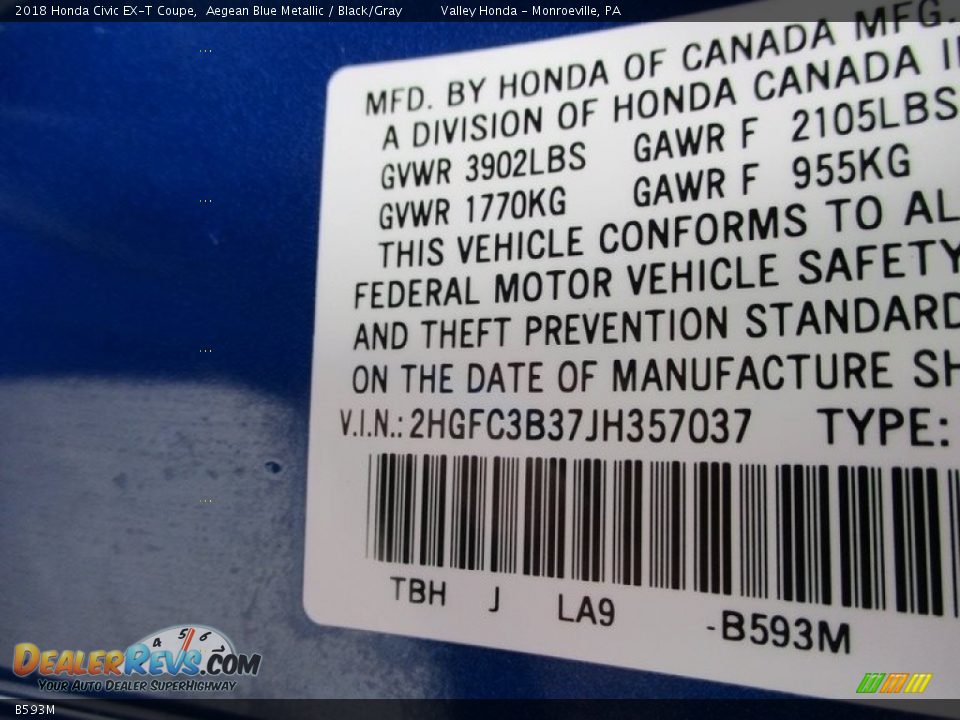 2018 Honda Civic EX-T Coupe,  Aegean Blue Metallic / Black/Gray        Valley Honda - Monroeville, PA
MFD. BY HONDA OF CANADA MFG.
A DIVISION OF HONDA CANADA
GVWR 3902LBS   GAWR F 2105LBS
GVWR 1770KG   GAWR F 955KG
THIS VEHICLE CONFORMS TO AL
FEDERAL MOTOR VEHICLE SAFETY
AND THEFT PREVENTION STANDARD
ON THE DATE OF MANUFACTURE SH
V.I.N.: 2HGFC3B37JH357037   TYPE:
TBH   J   LA9   -B593M
4 5 6
DEALERREVS.COM
YOUR AUTO DEALER SUPERHIGHWAY
B593M